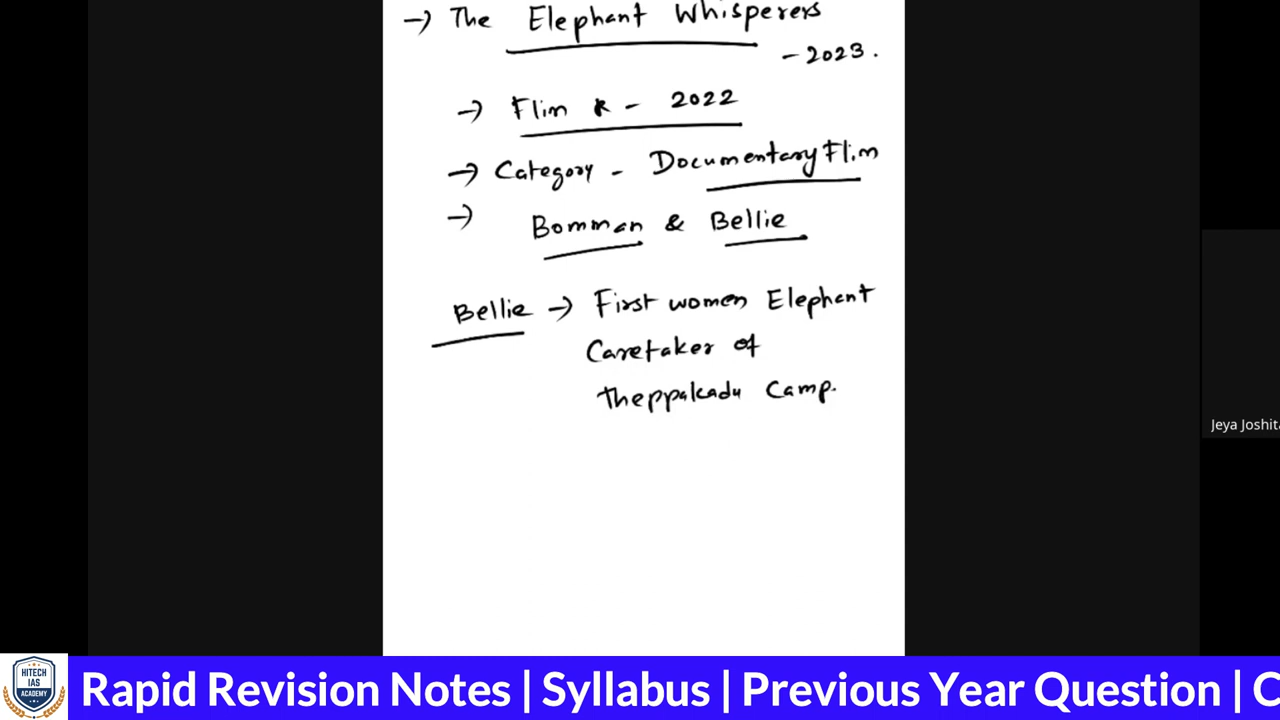 → The Elephant Whisperers
- 2023.
→ Flim - 2022
→ Category - Documentary Flim
→ Bomman & Bellie
Bellie → First women Elephant
Caretaker of
theppakadu Camp.
Jeya Joshita
HITECH
IAS
ACADEMY
Rapid Revision Notes | Syllabus | Previous Year Question | C